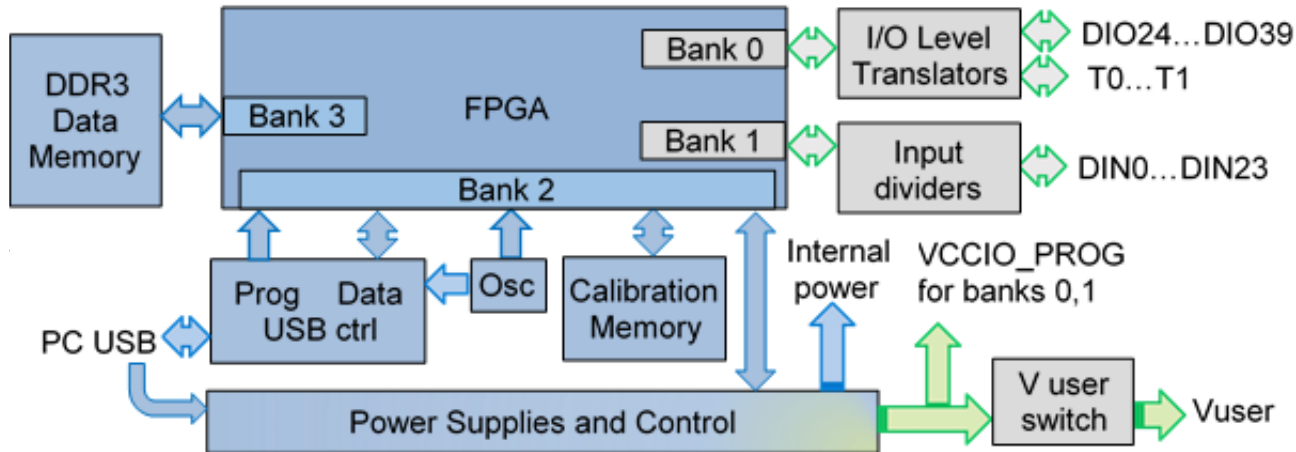 Bank 0
I/O Level
Translators
DIO24...DIO39
T0...T1
DDR3
Data
Memory
Bank 3
FPGA
Bank 1
Input
dividers
DIN0...DIN23
Bank 2
Prog Data
USB ctrl
Osc
Calibration
Memory
Internal
power
VCCIO_PROG
for banks 0,1
PC USB
Power Supplies and Control
V user
switch
Vuser